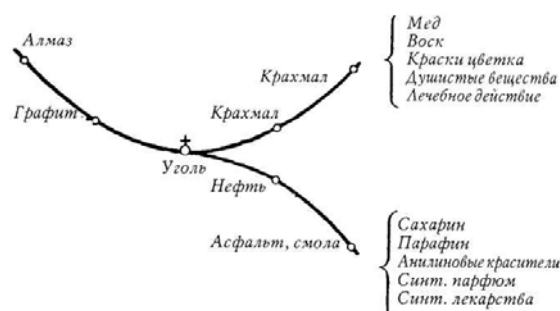 Алмаз
Графит
+
Уголь
Крахмал
Крахмал
Мед
Воск
Краски цветка
Душистые вещества
Лечебное действие
Нефть
Асфальт, смола
Сахарин
Парафин
Анилиновые красители
Синт. парфюм
Синт. лекарства